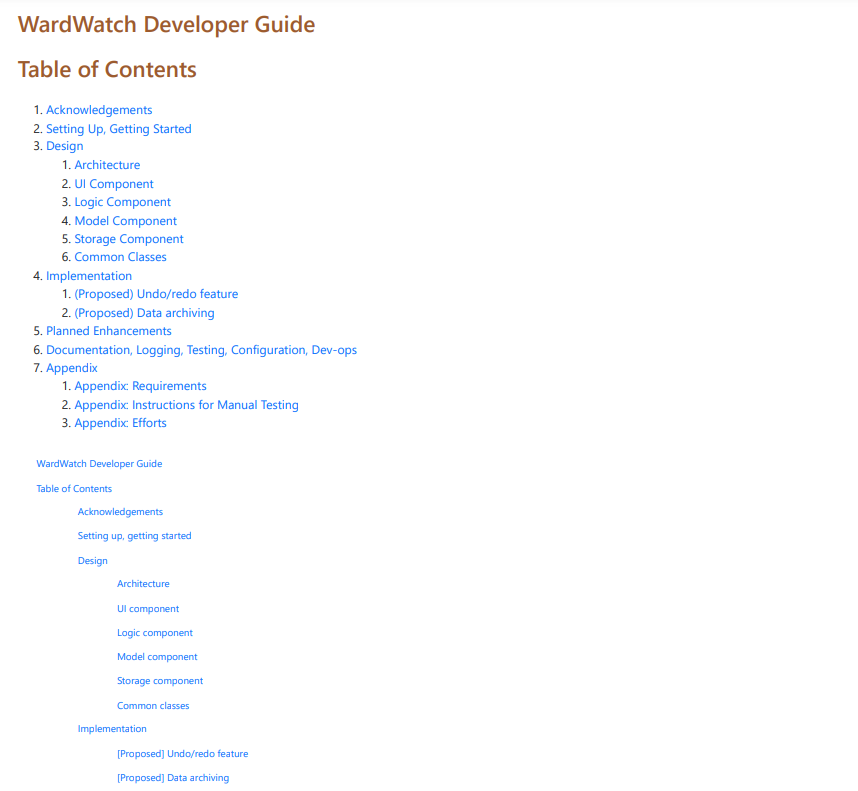 WardWatch Developer Guide
Table of Contents
1. Acknowledgements
2. Setting Up, Getting Started
3. Design
1. Architecture
2. UI Component
3. Logic Component
4. Model Component
5. Storage Component
6. Common Classes
4. Implementation
1. (Proposed) Undo/redo feature
2. (Proposed) Data archiving
5. Planned Enhancements
6. Documentation, Logging, Testing, Configuration, Dev-ops
7. Appendix
1. Appendix: Requirements
2. Appendix: Instructions for Manual Testing
3. Appendix: Efforts
WardWatch Developer Guide
Table of Contents
Acknowledgements
Setting up, getting started
Design
Architecture
UI component
Logic component
Model component
Storage component
Common classes
Implementation
[Proposed] Undo/redo feature
[Proposed] Data archiving